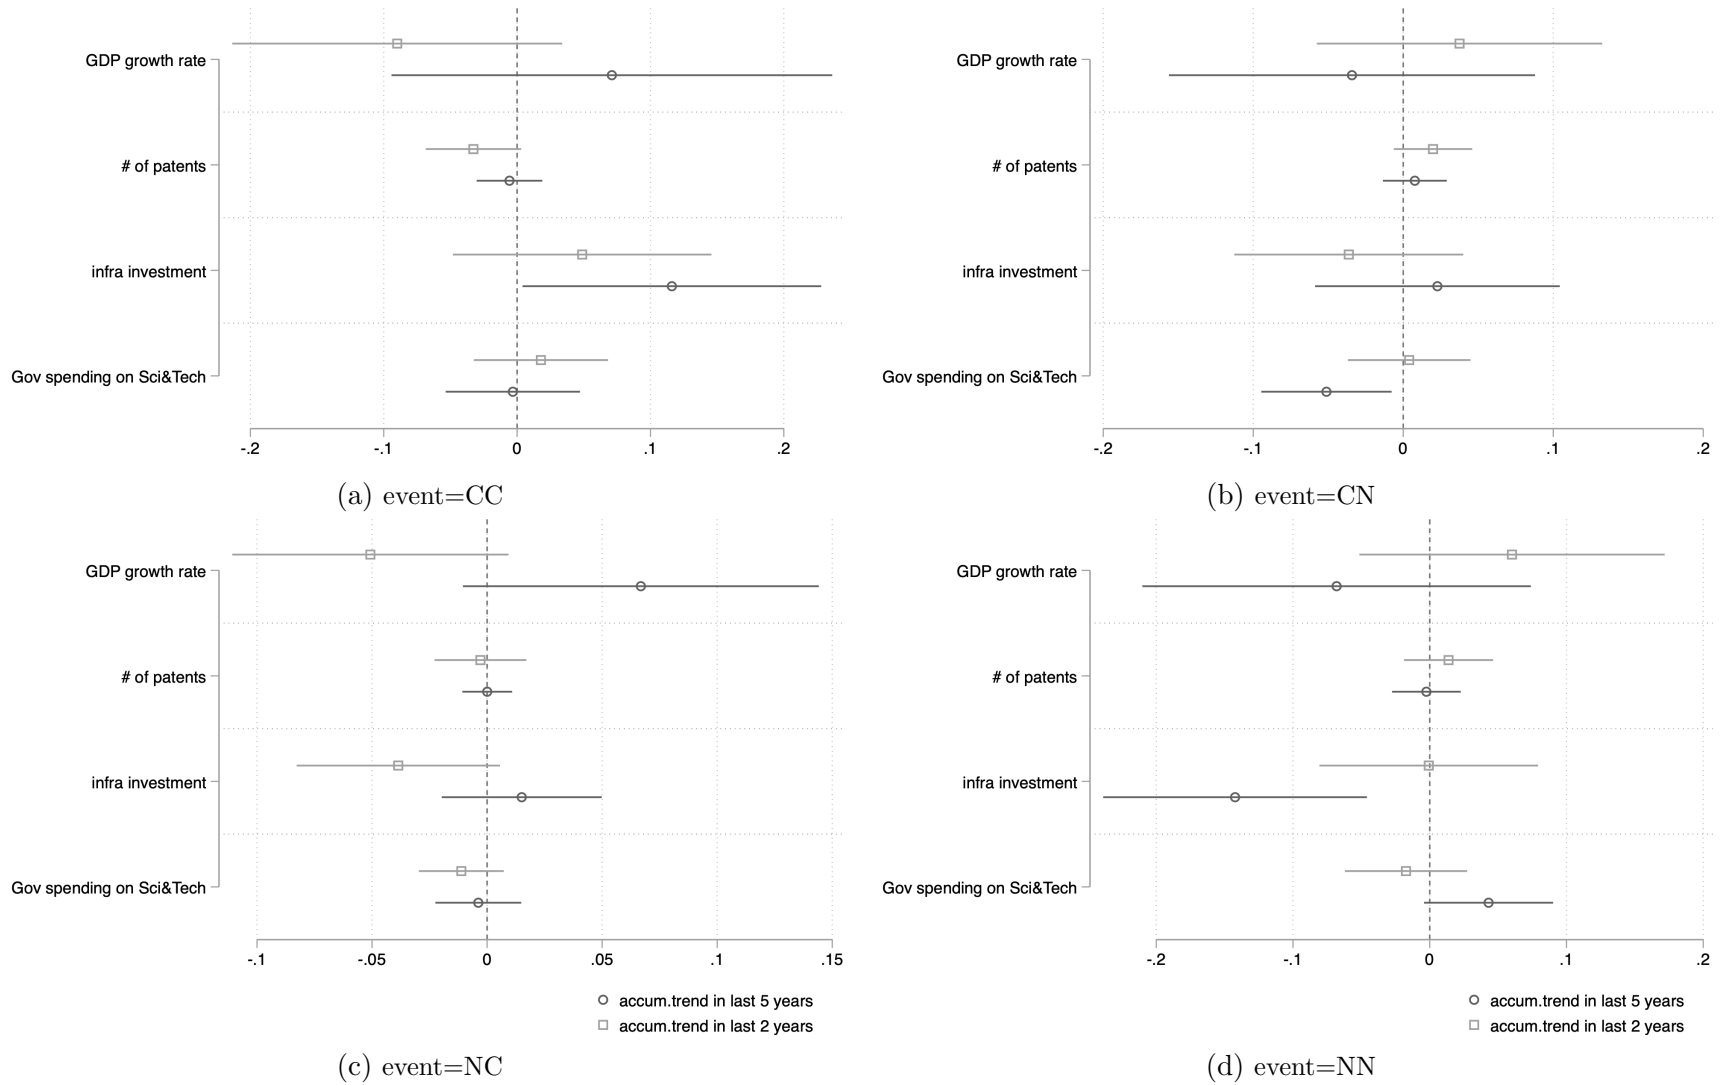 GDP growth rate
# of patents
infra investment
Gov spending on Sci&Tech
-.2 -.1 0 .1 .2
(a) event=CC
GDP growth rate
# of patents
infra investment
Gov spending on Sci&Tech
-.2 -.1 0 .1 .2
(b) event=CN
GDP growth rate
# of patents
infra investment
Gov spending on Sci&Tech
-.1 -.05 0 .05 .1 .15
accum.trend in last 5 years
accum.trend in last 2 years
(c) event=NC
GDP growth rate
# of patents
infra investment
Gov spending on Sci&Tech
-.2 -.1 0 .1 .2
accum.trend in last 5 years
accum.trend in last 2 years
(d) event=NN